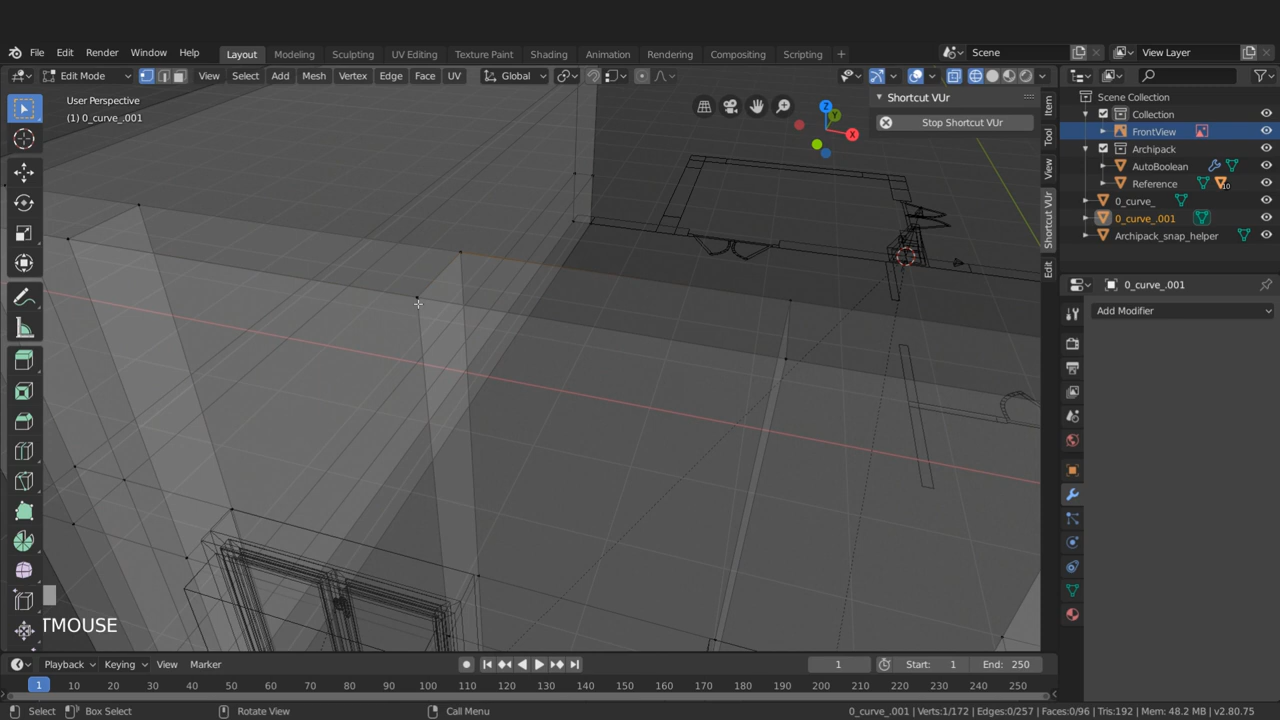 File Edit Render Window Help Layout Modeling Sculpting UV Editing Texture Paint Shading Animation Rendering Compositing Scripting + Scene View Layer
Edit Mode View Select Add Mesh Vertex Edge Face UV Global
User Perspective
(1) 0_curve_.001
Shortcut VUr
Stop Shortcut VUr
Item
Tool
View
Shortcut VUr
Edit
Z
Y
X
Scene Collection
Collection
FrontView
Archipack
AutoBoolean
Reference 10
0_curve_
0_curve_.001
Archipack_snap_helper
0_curve_.001
Add Modifier
TMOUSE
Playback Keying View Marker 1 Start: 1 End: 250
1 10 20 30 40 50 60 70 80 90 100 110 120 130 140 150 160 170 180 190 200 210 220 230 240 250
Select Box Select Rotate View Call Menu 0_curve_.001 | Verts:1/172 | Edges:0/257 | Faces:0/96 | Tris:192 | Mem: 48.2 MB | v2.80.75